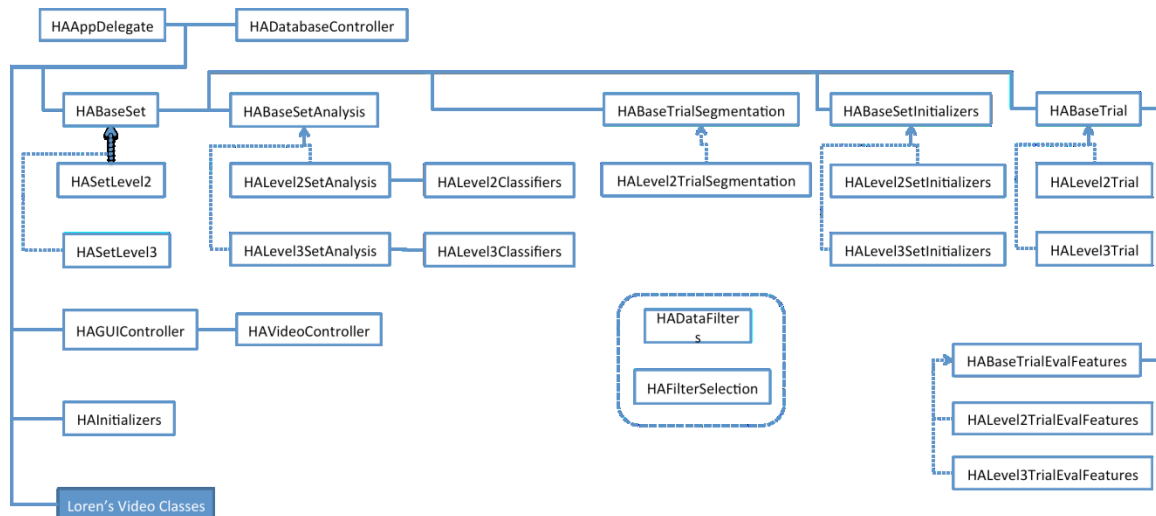 HAAppDelegate
HADatabaseController
HABaseSet
HABaseSetAnalysis
HABaseTrialSegmentation
HABaseSetInitializers
HABaseTrial
HASetLevel2
HALevel2SetAnalysis
HALevel2Classifiers
HALevel2TrialSegmentation
HALevel2SetInitializers
HALevel2Trial
HASetLevel3
HALevel3SetAnalysis
HALevel3Classifiers
HALevel3SetInitializers
HALevel3Trial
HAGUIController
HAVideoController
HADataFilter
s
HABaseTrialEvalFeatures
HAFilterSelection
HAInitializers
HALevel2TrialEvalFeatures
HALevel3TrialEvalFeatures
Loren's Video Classes